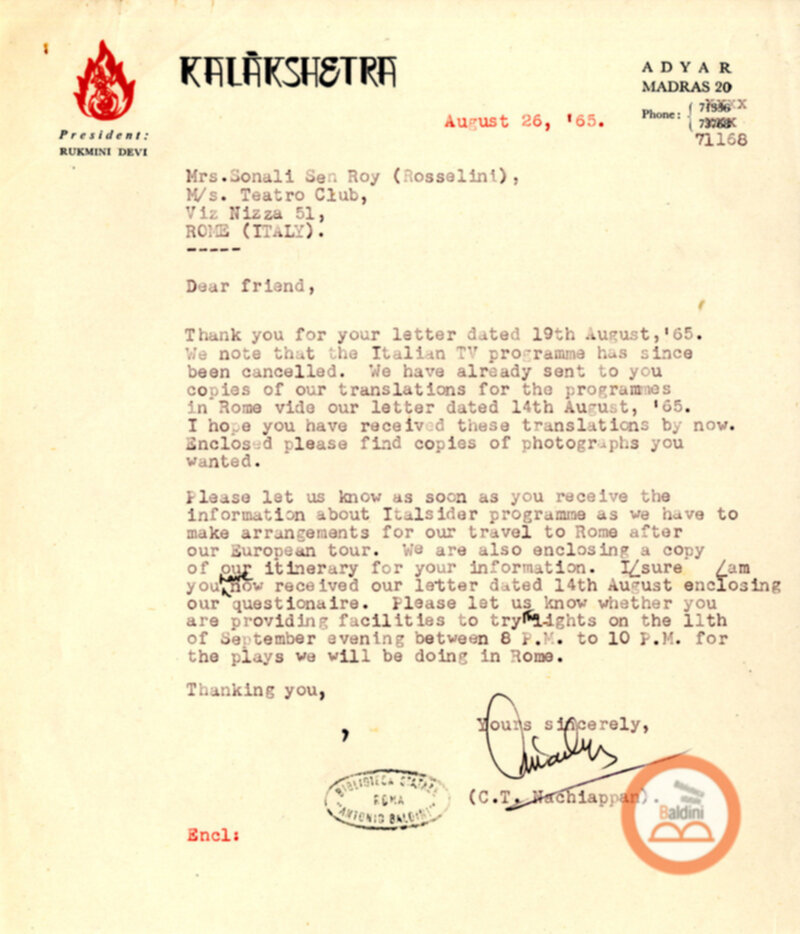 KALĀKSHETRA
President:
RUKMINI DEVI
ADYAR
MADRAS 20
Phone:
71168
August 26, '65.
Mrs.Sonali Sen Roy (Rosselini),
M/s. Teatro Club,
Viz Nizza 51,
ROME (ITALY).
-----
Dear friend,
Thank you for your letter dated 19th August,'65.
We note that the Italian TV programme has since
been cancelled. We have already sent to you
copies of our translations for the programmes
in Rome vide our letter dated 14th August, '65.
I hope you have received these translations by now.
Enclosed please find copies of photographs you
wanted.
Please let us know as soon as you receive the
information about Italsider programme as we have to
make arrangements for our travel to Rome after
our European tour. We are also enclosing a copy
of our itinerary for your information. I/sure /am
you have now received our letter dated 14th August enclosing
our questionaire. Please let us know whether you
are providing facilities to try lights on the 11th
of September evening between 8 P.M. to 10 P.M. for
the plays we will be doing in Rome.
Thanking you,
Yours sincerely,
(C.T. Nachiappan).
BIBLIOTECA STATALE
ROMA
"ANTONIO BALDINI"
Baldini
Encl: